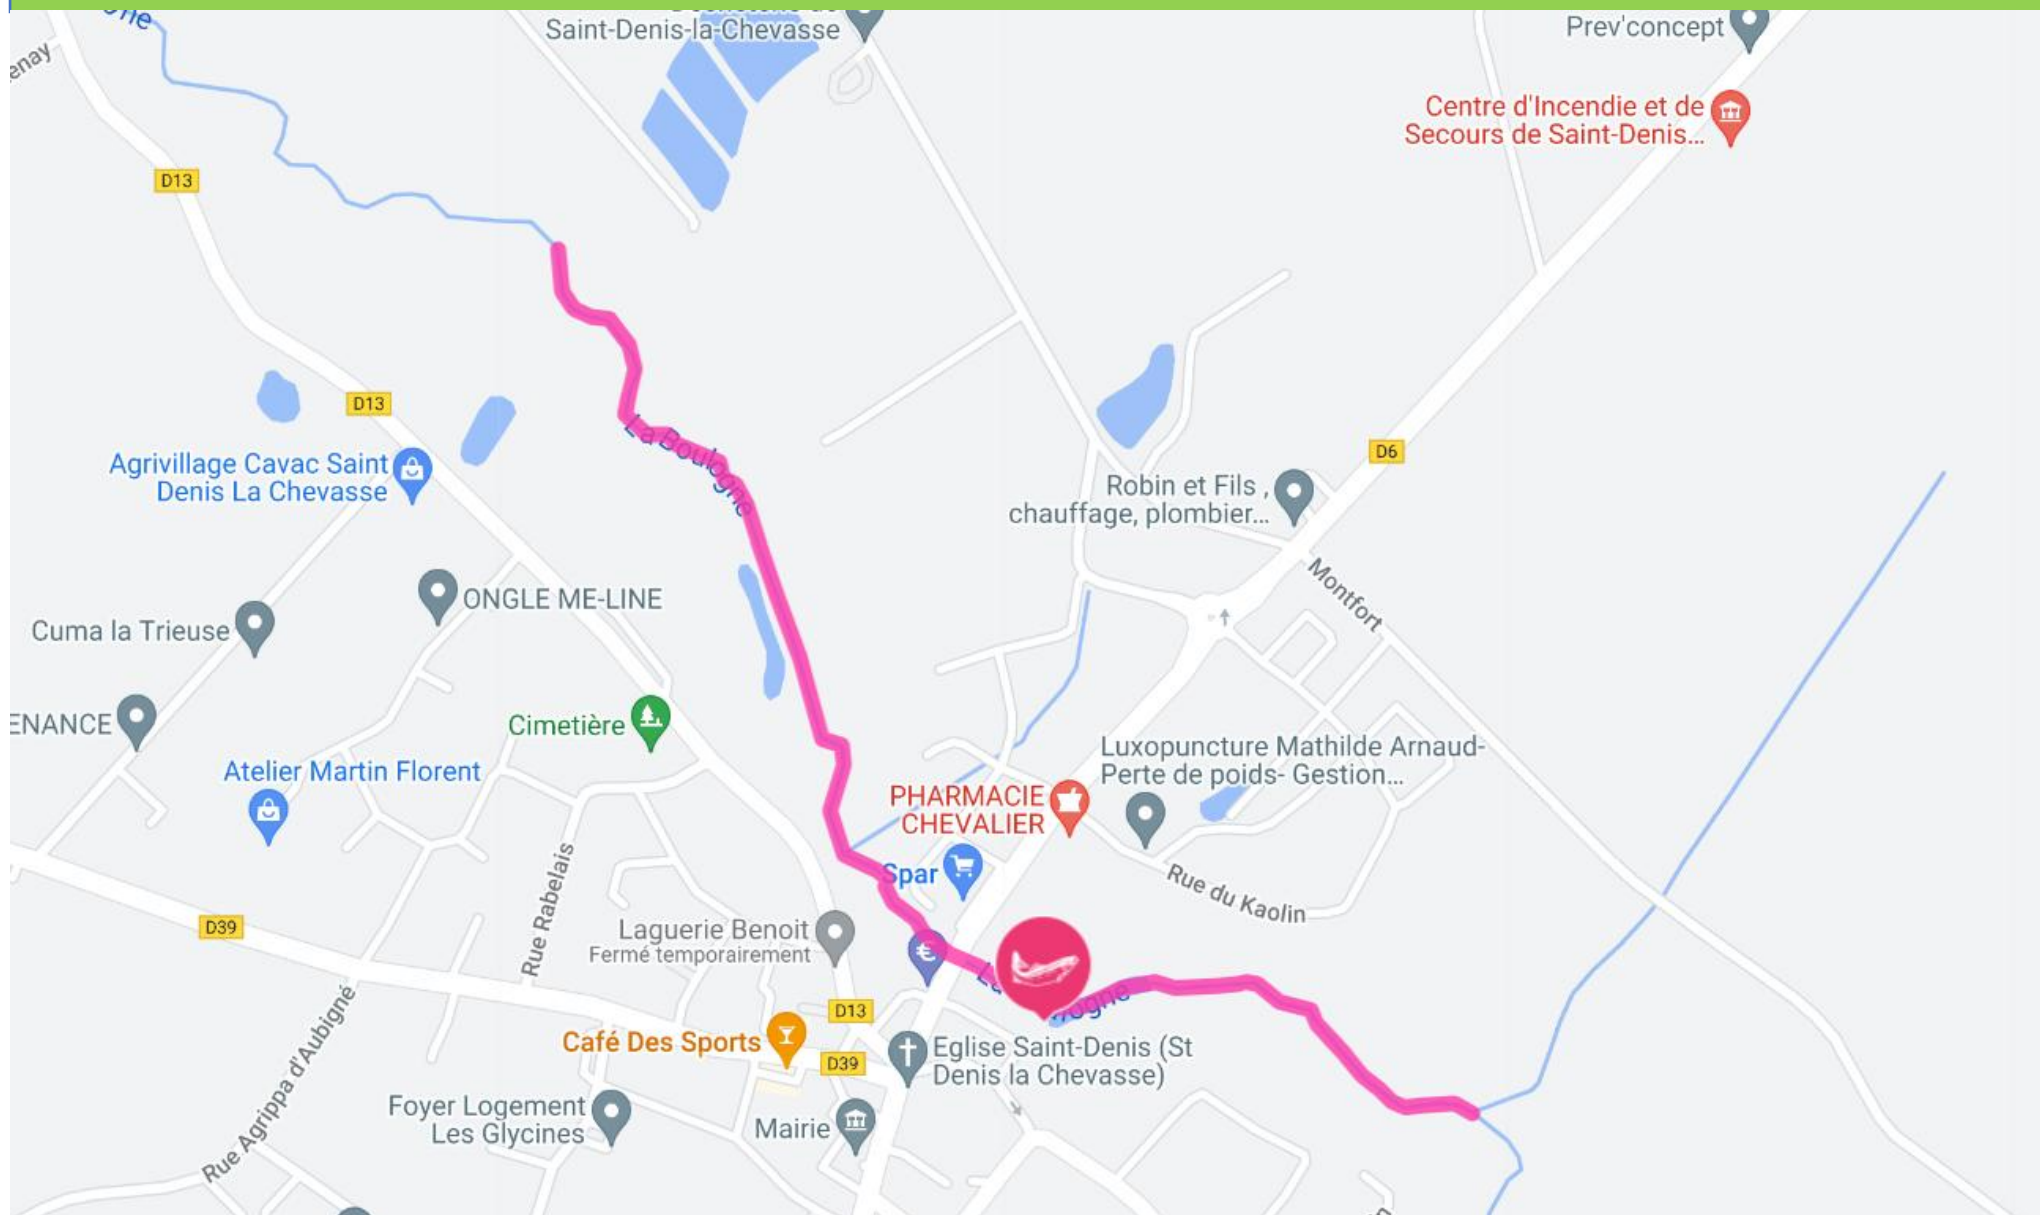 Saint-Denis-la-Chevasse
Prev'concept
Centre d'Incendie et de
Secours de Saint-Denis...
D13
D13
La Boulogne
Agrivillage Cavac Saint
Denis La Chevasse
D6
Robin et Fils ,
chauffage, plombier...
Montfort
ONGLE ME-LINE
Cuma la Trieuse
ENANCE
Cimetière
Atelier Martin Florent
Luxopuncture Mathilde Arnaud-
Perte de poids- Gestion...
PHARMACIE
CHEVALIER
Spar
Rue du Kaolin
Rue Rabelais
D39
Laguerie Benoit
Fermé temporairement
€
D13
Café Des Sports
D39
Eglise Saint-Denis (St
Denis la Chevasse)
Rue Agrippa d'Aubigné
Foyer Logement
Les Glycines
Mairie